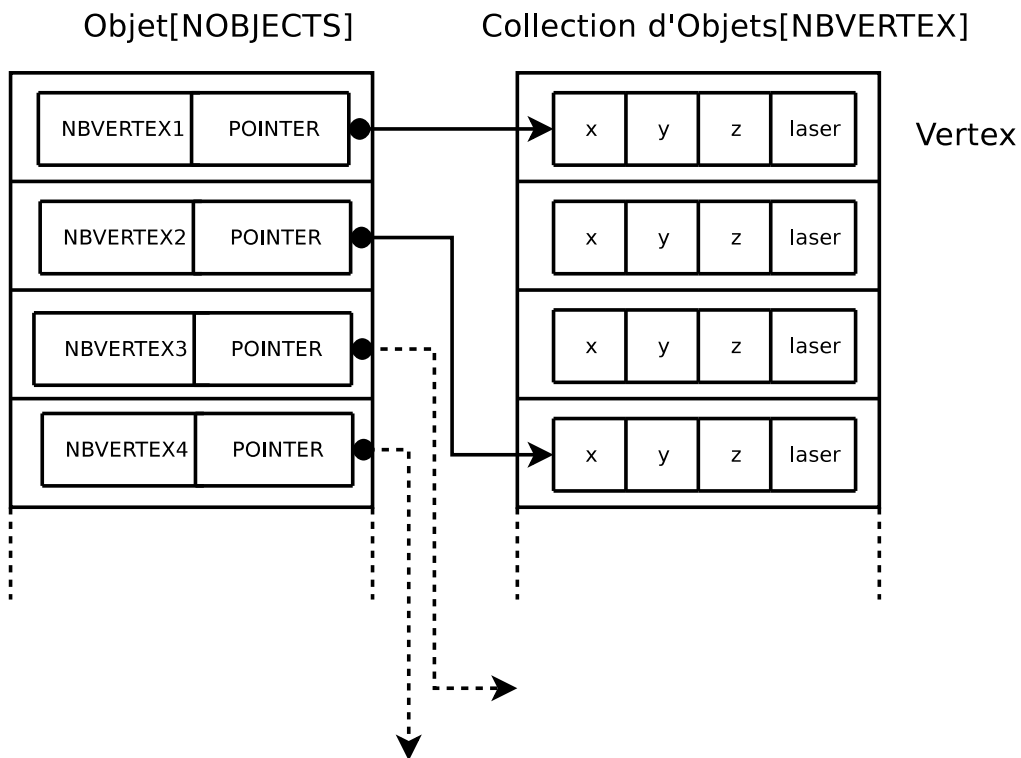 Objet[NOBJECTS] Collection d'Objets[NBVERTEX]
NBVERTEX1 POINTER x y z laser Vertex
NBVERTEX2 POINTER x y z laser
NBVERTEX3 POINTER x y z laser
NBVERTEX4 POINTER x y z laser